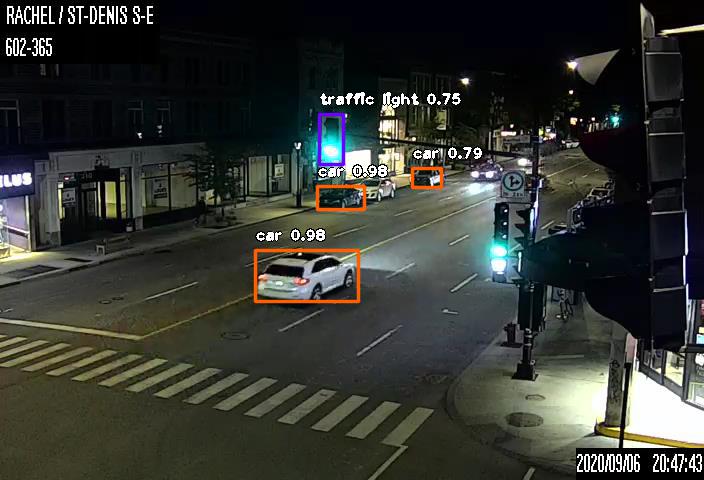 RACHEL / ST-DENIS S-E
602-365
traffic light 0.75
car 0.79
car 0.98
ULUS
car 0.98
2020/09/06 20:47:43